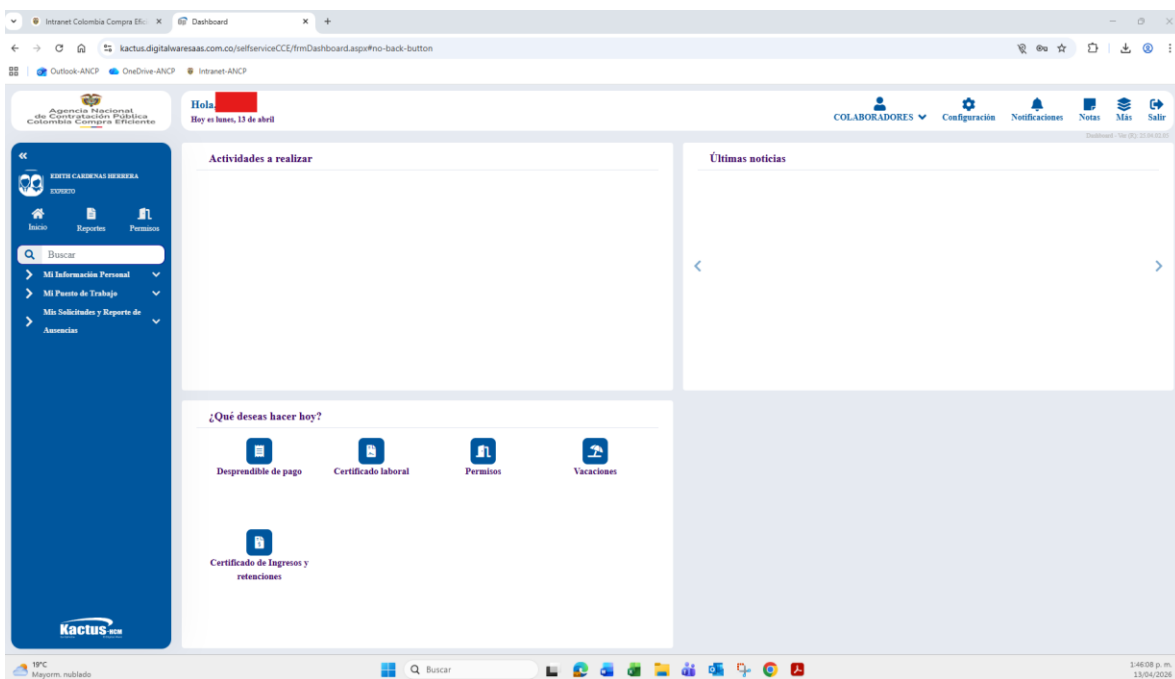 Intranet Colombia Compra Efic
Dashboard
kactus.digitalwaresaas.com.co/selfserviceCCE/frmDashboard.aspx#no-back-button
Outlook-ANCP
OneDrive-ANCP
Intranet-ANCP
Agencia Nacional
de Contratación Pública
Colombia Compra Eficiente
Hola,
Hoy es lunes, 13 de abril
COLABORADORES
Configuración
Notificaciones
Notas
Más
Salir
EDITH CARDENAS HERRERA
EXPERTO
Inicio
Reportes
Permisos
Buscar
Mi Información Personal
Mi Puesto de Trabajo
Mis Solicitudes y Reporte de
Ausencias
Kactus-HCM
Actividades a realizar
Últimas noticias
¿Qué deseas hacer hoy?
Desprendible de pago
Certificado laboral
Permisos
Vacaciones
Certificado de Ingresos y
retenciones
19°C
Mayorm. nublado
Buscar
1:46:08 p. m.
13/04/2026